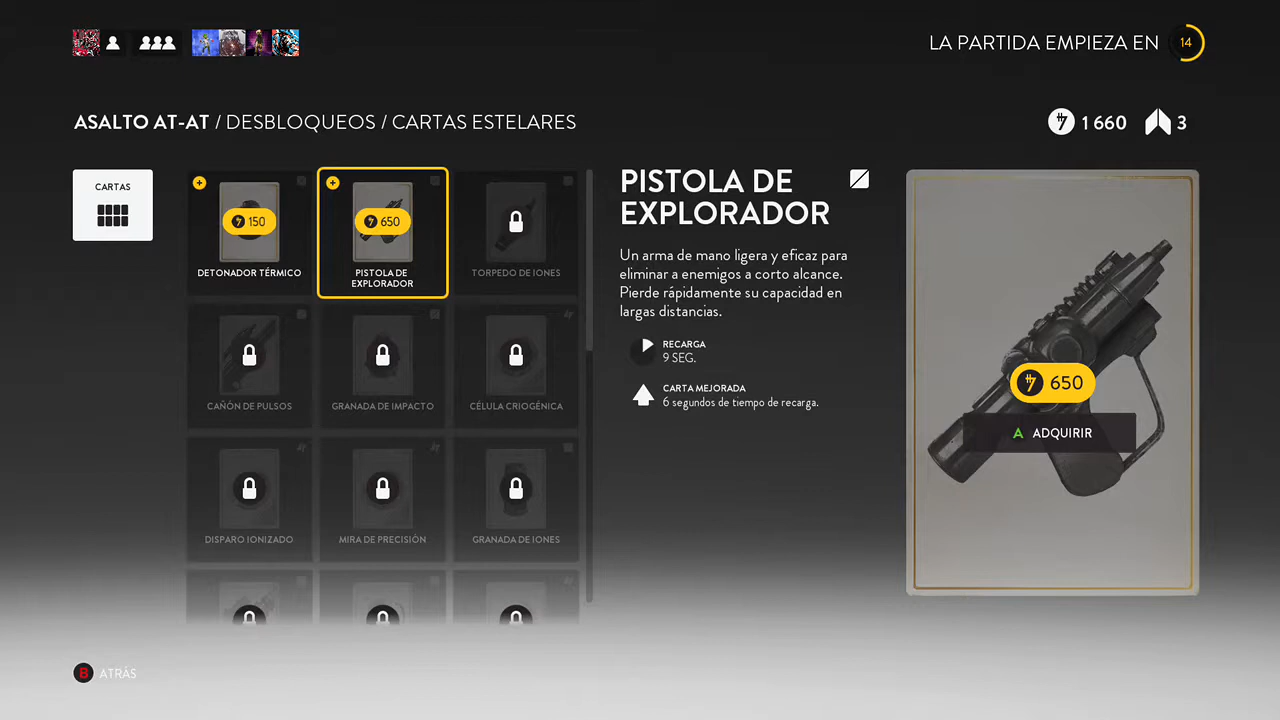 LA PARTIDA EMPIEZA EN 14
ASALTO AT-AT / DESBLOQUEOS / CARTAS ESTELARES
1 660 3
CARTAS
150
DETONADOR TÉRMICO
650
PISTOLA DE
EXPLORADOR
TORPEDO DE IONES
CAÑÓN DE PULSOS
GRANADA DE IMPACTO
CÉLULA CRIOGÉNICA
DISPARO IONIZADO
MIRA DE PRECISIÓN
GRANADA DE IONES
PISTOLA DE
EXPLORADOR
Un arma de mano ligera y eficaz para
eliminar a enemigos a corto alcance.
Pierde rápidamente su capacidad en
largas distancias.
RECARGA
9 SEG.
CARTA MEJORADA
6 segundos de tiempo de recarga.
650
A ADQUIRIR
B ATRÁS